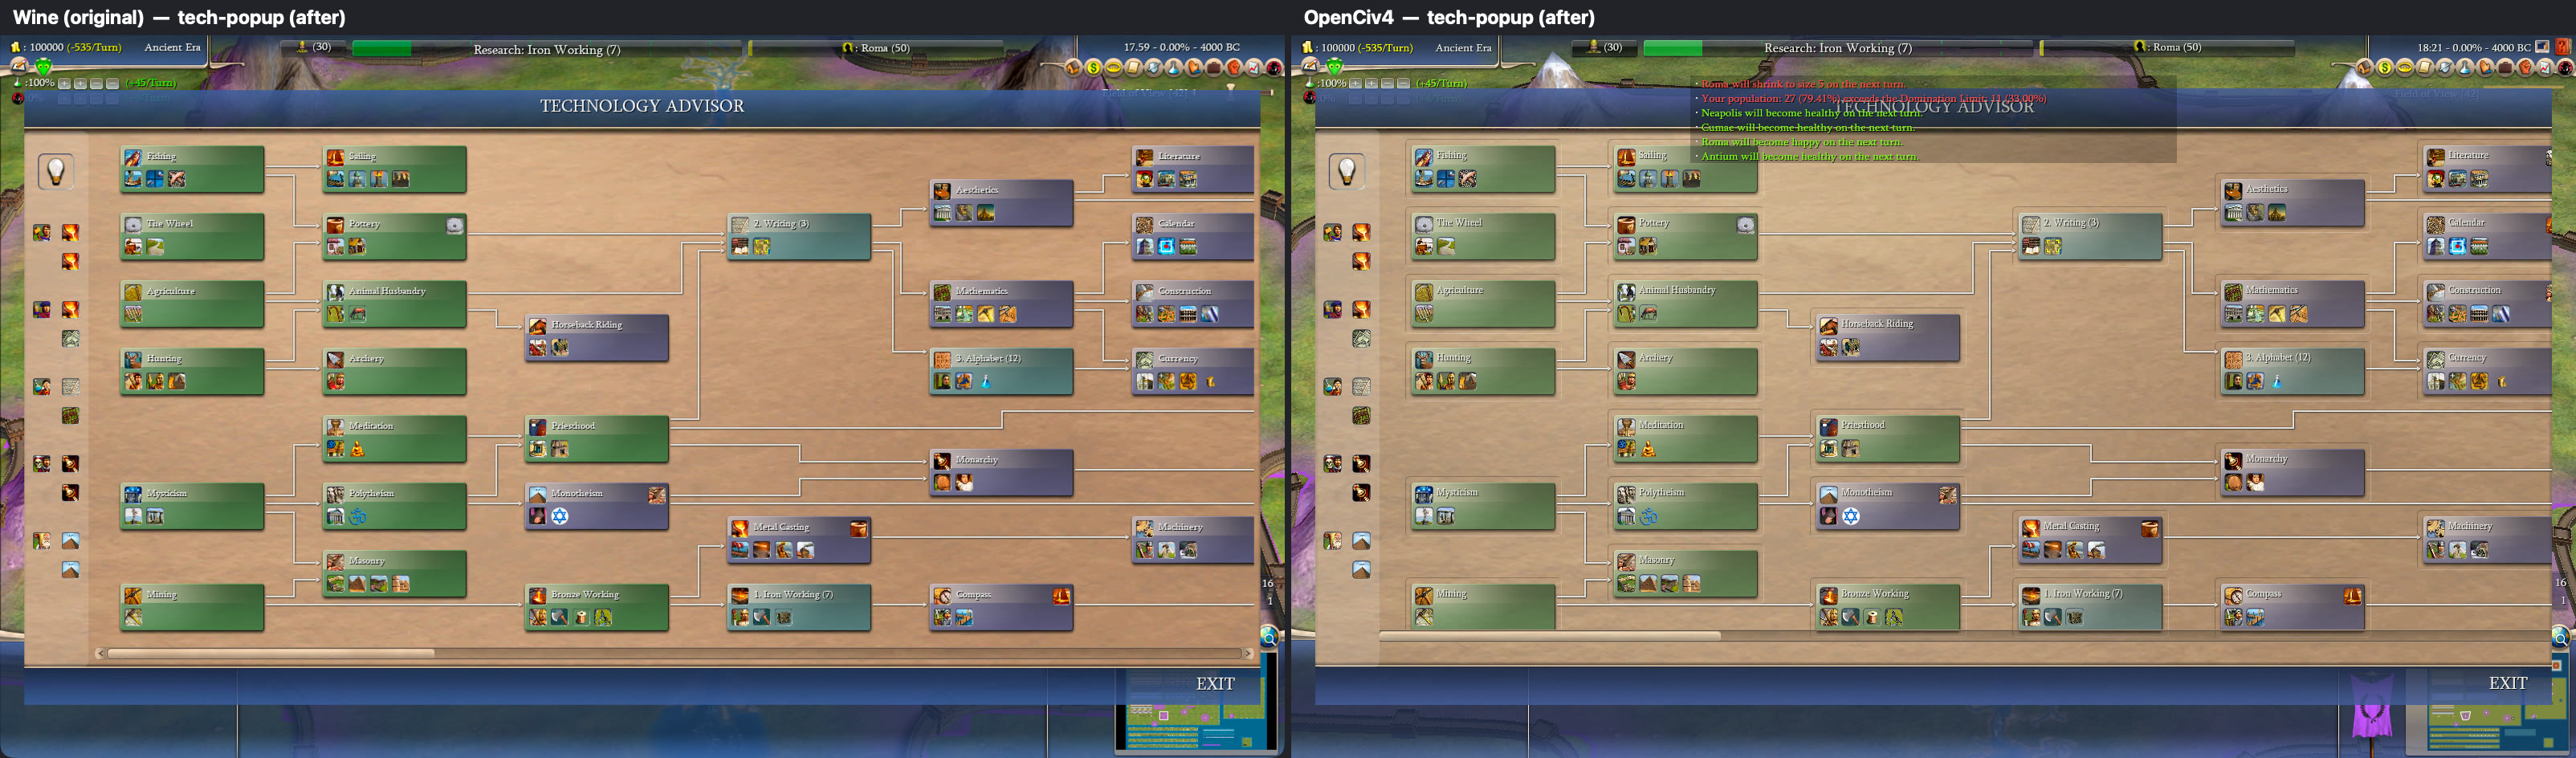 Wine (original) — tech-popup (after)
: 100000 (-535/Turn)
Ancient Era
(30)
Research: Iron Working (7)
: Roma (50)
17.59 - 0.00% - 4000 BC
:100%
(+45/Turn)
TECHNOLOGY ADVISOR
Fishing
Sailing
Literature
Aesthetics
The Wheel
Pottery
2. Writing (3)
Calendar
Agriculture
Animal Husbandry
Mathematics
Construction
Horseback Riding
Hunting
Archery
3. Alphabet (12)
Currency
Meditation
Priesthood
Monarchy
Mysticism
Polytheism
Monotheism
Metal Casting
Machinery
Masonry
Mining
Bronze Working
1. Iron Working (7)
Compass
16
1
EXIT
OpenCiv4 — tech-popup (after)
: 100000 (-535/Turn)
Ancient Era
(30)
Research: Iron Working (7)
: Roma (50)
18:21 - 0.00% - 4000 BC
:100%
(+45/Turn)
· Roma will shrink to size 5 on the next turn.
· Your population: 27 (79.41%) exceeds the Domination Limit: 11 (33.00%)
TECHNOLOGY ADVISOR
· Neapolis will become healthy on the next turn.
· Cumae will become healthy on the next turn.
· Roma will become happy on the next turn.
· Antium will become healthy on the next turn.
Fishing
Sailing
Literature
Aesthetics
The Wheel
Pottery
2. Writing (3)
Calendar
Agriculture
Animal Husbandry
Mathematics
Construction
Horseback Riding
Hunting
Archery
3. Alphabet (12)
Currency
Meditation
Priesthood
Monarchy
Mysticism
Polytheism
Monotheism
Metal Casting
Machinery
Masonry
Mining
Bronze Working
1. Iron Working (7)
Compass
16
1
EXIT